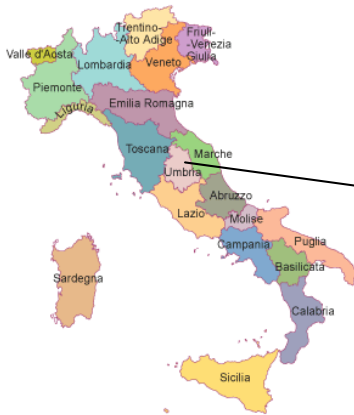 Trentino-
Alto Adige
Friuli-
-Venezia
Giulia
Valle d'Aosta
Lombardia
Veneto
Piemonte
Emilia Romagna
Liguria
Toscana
Marche
Umbria
Abruzzo
Lazio
Molise
Campania
Puglia
Basilicata
Sardegna
Calabria
Sicilia